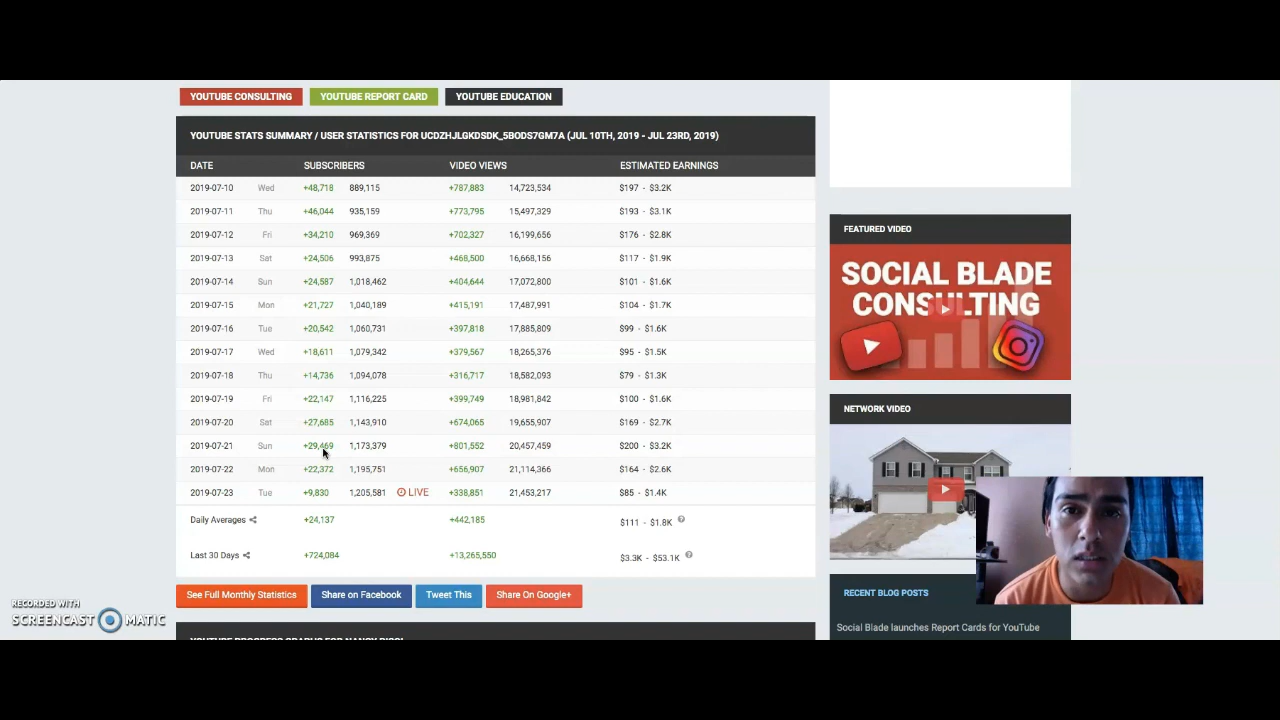 YOUTUBE CONSULTING YOUTUBE REPORT CARD YOUTUBE EDUCATION
YOUTUBE STATS SUMMARY / USER STATISTICS FOR UCDZHJLGKDSDK_5BODS7GM7A (JUL 10TH, 2019 - JUL 23RD, 2019)
DATE SUBSCRIBERS VIDEO VIEWS ESTIMATED EARNINGS
2019-07-10 Wed +48,718 889,115 +787,883 14,723,534 $197 - $3.2K
2019-07-11 Thu +46,044 935,159 +773,795 15,497,329 $193 - $3.1K
2019-07-12 Fri +34,210 969,369 +702,327 16,199,656 $176 - $2.8K
2019-07-13 Sat +24,506 993,875 +468,500 16,668,156 $117 - $1.9K
2019-07-14 Sun +24,587 1,018,462 +404,644 17,072,800 $101 - $1.6K
2019-07-15 Mon +21,727 1,040,189 +415,191 17,487,991 $104 - $1.7K
2019-07-16 Tue +20,542 1,060,731 +397,818 17,885,809 $99 - $1.6K
2019-07-17 Wed +18,611 1,079,342 +379,567 18,265,376 $95 - $1.5K
2019-07-18 Thu +14,736 1,094,078 +316,717 18,582,093 $79 - $1.3K
2019-07-19 Fri +22,147 1,116,225 +399,749 18,981,842 $100 - $1.6K
2019-07-20 Sat +27,685 1,143,910 +674,065 19,655,907 $169 - $2.7K
2019-07-21 Sun +29,469 1,173,379 +801,552 20,457,459 $200 - $3.2K
2019-07-22 Mon +22,372 1,195,751 +656,907 21,114,366 $164 - $2.6K
2019-07-23 Tue +9,830 1,205,581 LIVE +338,851 21,453,217 $85 - $1.4K
Daily Averages +24,137 +442,185 $111 - $1.8K
Last 30 Days +724,084 +13,265,550 $3.3K - $53.1K
See Full Monthly Statistics Share on Facebook Tweet This Share On Google+
FEATURED VIDEO
SOCIAL BLADE
CONSULTING
NETWORK VIDEO
RECENT BLOG POSTS
Social Blade launches Report Cards for YouTube
RECORDED WITH
SCREENCAST MATIC